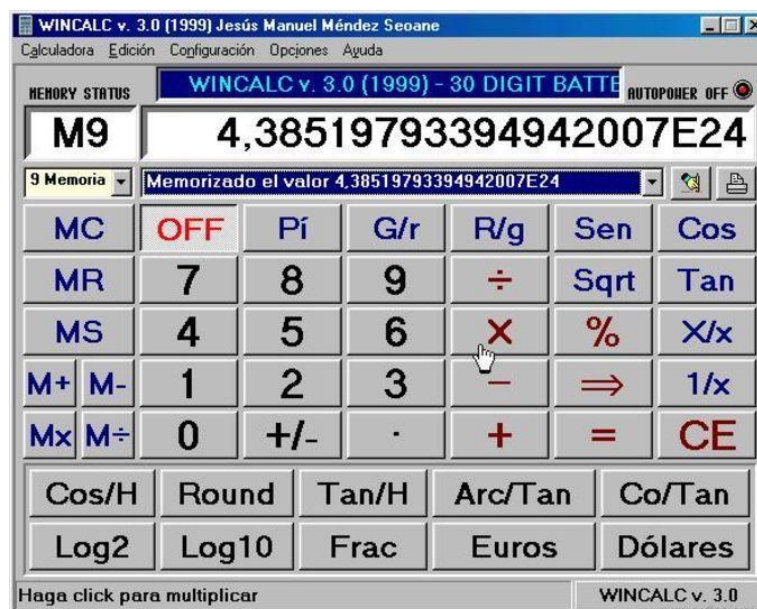 WINCALC v. 3.0 (1999) Jesús Manuel Méndez Seoane
Calculadora Edición Configuración Opciones Ayuda
MEMORY STATUS WINCALC v. 3.0 (1999) - 30 DIGIT BATTE AUTOPOWER OFF
M9 4,38519793394942007E24
9 Memoria Memorizado el valor 4,38519793394942007E24
MC OFF Pí G/r R/g Sen Cos
MR 7 8 9 ÷ Sqrt Tan
MS 4 5 6 X % X/x
M+ M- 1 2 3 − ⇒ 1/x
Mx M÷ 0 +/- . + = CE
Cos/H Round Tan/H Arc/Tan Co/Tan
Log2 Log10 Frac Euros Dólares
Haga click para multiplicar WINCALC v. 3.0